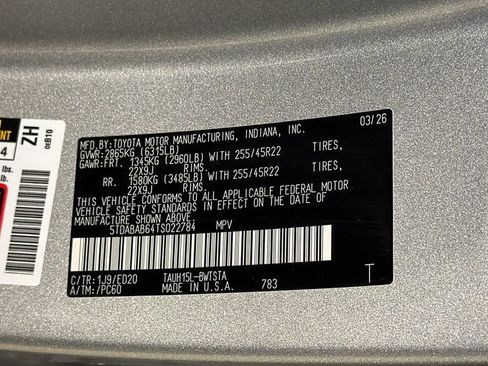 03/26
MFD.BY:TOYOTA MOTOR MANUFACTURING, INDIANA, INC.
GVWR: 2865KG (6315LB)
GAWR:FRT. 1345KG (2960LB) WITH 255/45R22 TIRES,
22X9J RIMS.
RR. 1580KG (3485LB) WITH 255/45R22 TIRES,
22X9J RIMS.
THIS VEHICLE CONFORMS TO ALL APPLICABLE FEDERAL MOTOR
VEHICLE SAFETY STANDARDS IN EFFECT ON THE DATE OF
MANUFACTURE SHOWN ABOVE.
5TDABAB64TS022784 MPV
C/TR: 1J9/ED20 TAUH15L-BWTSTA
A/TM: /PC60 MADE IN U.S.A. 783 T
ZH
4
lbs.
lb.